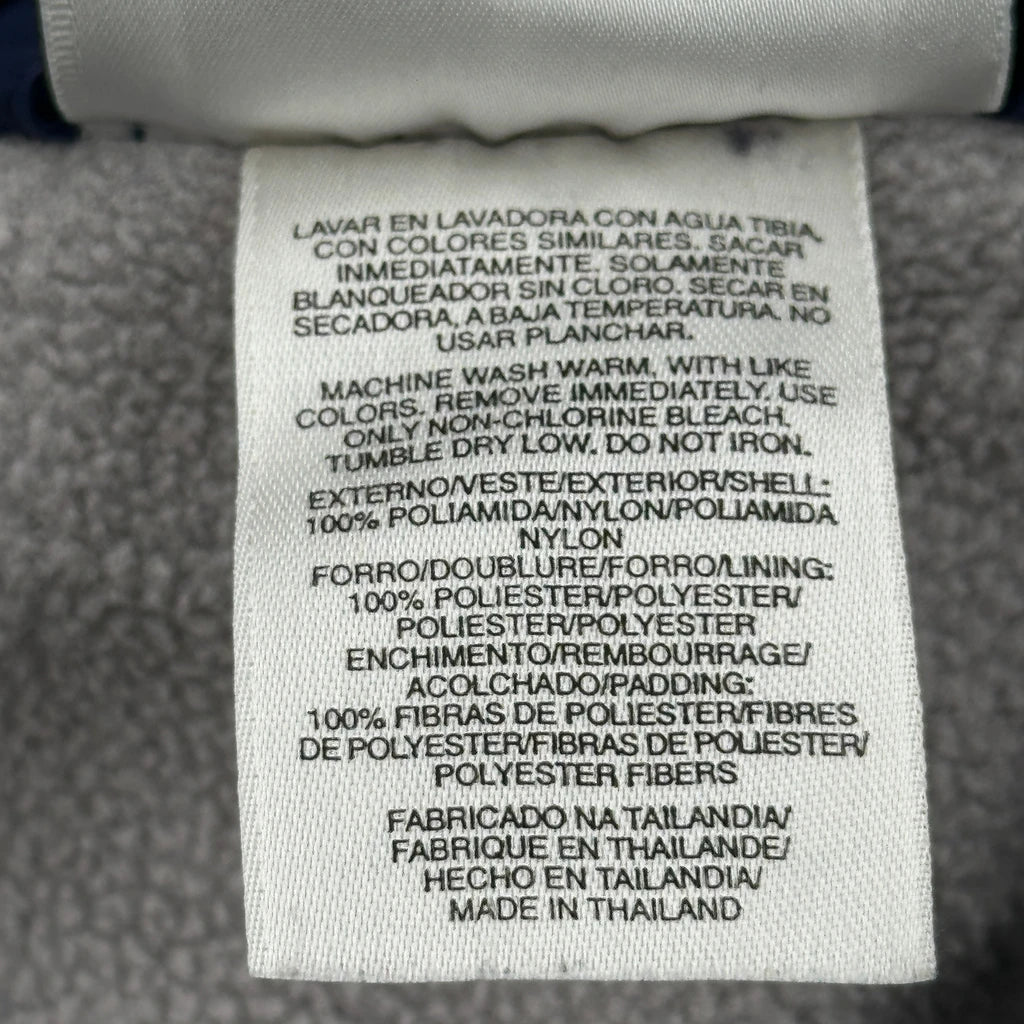 LAVAR EN LAVADORA CON AGUA TIBIA,
CON COLORES SIMILARES. SACAR
INMEDIATAMENTE. SOLAMENTE
BLANQUEADOR SIN CLORO. SECAR EN
SECADORA, A BAJA TEMPERATURA. NO
USAR PLANCHAR.
MACHINE WASH WARM, WITH LIKE
COLORS. REMOVE IMMEDIATELY. USE
ONLY NON-CHLORINE BLEACH.
TUMBLE DRY LOW. DO NOT IRON.
EXTERNO/VESTE/EXTERIOR/SHELL:
100% POLIAMIDA/NYLON/POLIAMIDA
NYLON
FORRO/DOUBLURE/FORRO/LINING:
100% POLIESTER/POLYESTER/
POLIESTER/POLYESTER
ENCHIMENTO/REMBOURRAGE/
ACOLCHADO/PADDING:
100% FIBRAS DE POLIESTER/FIBRES
DE POLYESTER/FIBRAS DE POLIESTER/
POLYESTER FIBERS
FABRICADO NA TAILANDIA/
FABRIQUE EN THAILANDE/
HECHO EN TAILANDIA/
MADE IN THAILAND